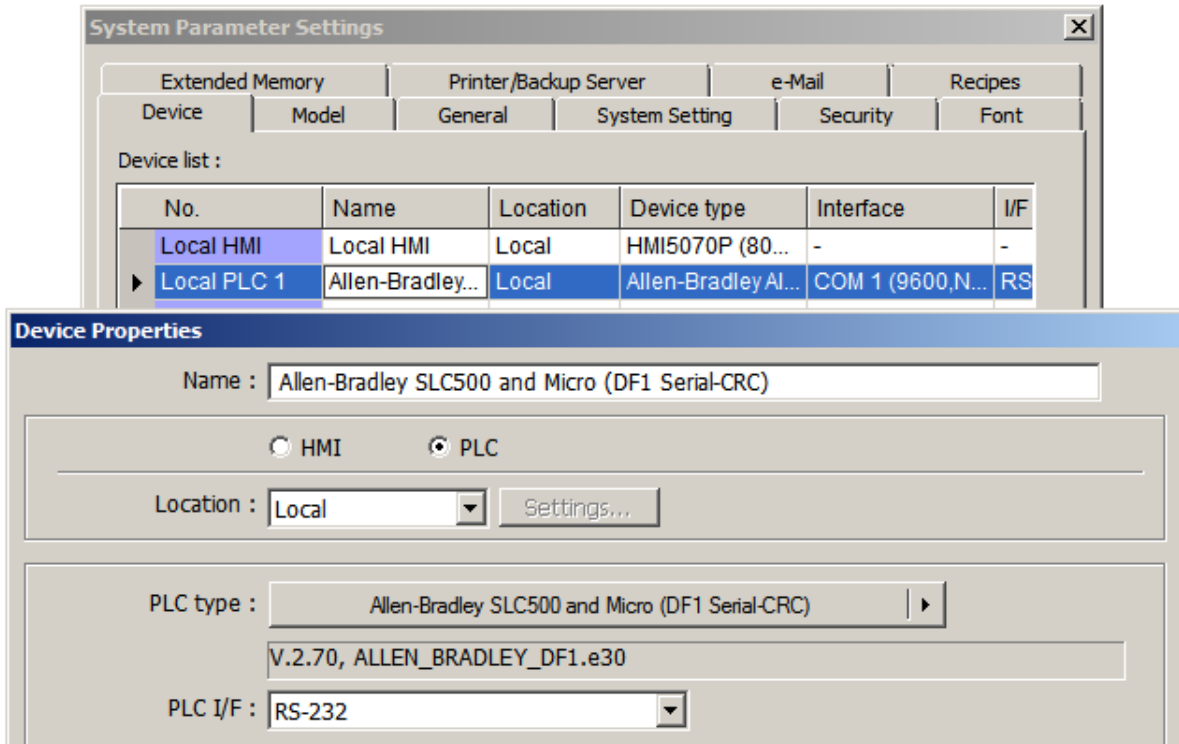 System Parameter Settings
Extended Memory Printer/Backup Server e-Mail Recipes
Device Model General System Setting Security Font
Device list :
No. Name Location Device type Interface I/F
Local HMI Local HMI Local HMI5070P (80... - -
Local PLC 1 Allen-Bradley... Local Allen-Bradley Al... COM 1 (9600,N... RS
Device Properties
Name : Allen-Bradley SLC500 and Micro (DF1 Serial-CRC)
HMI PLC
Location : Local Settings...
PLC type : Allen-Bradley SLC500 and Micro (DF1 Serial-CRC)
V.2.70, ALLEN_BRADLEY_DF1.e30
PLC I/F : RS-232